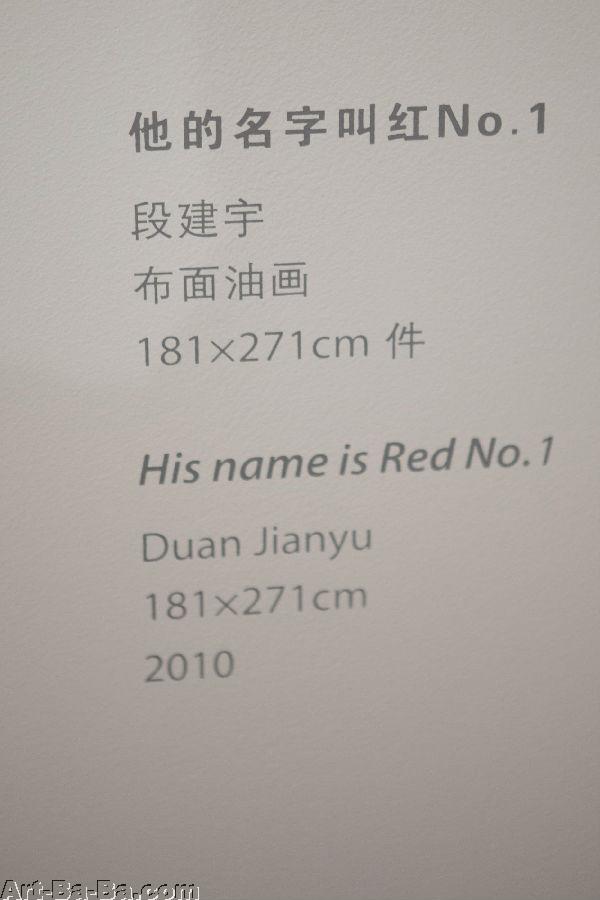 他的名字叫红No.1
段建宇
布面油画
181×271cm 件
His name is Red No.1
Duan Jianyu
181×271cm
2010
Art-Ba-Ba.com